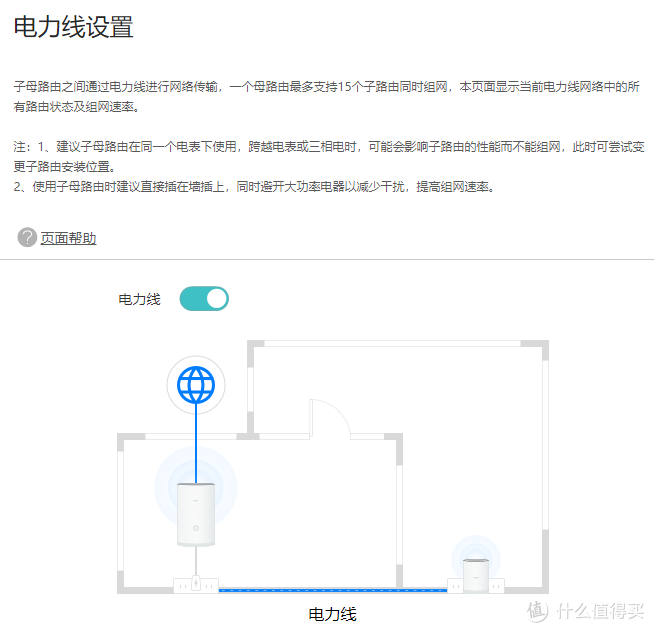 电力线设置
子母路由之间通过电力线进行网络传输，一个母路由最多支持15个子路由同时组网，本页面显示当前电力线网络中的所
有路由状态及组网速率。
注：1、建议子母路由在同一个电表下使用，跨越电表或三相电时，可能会影响子路由的性能而不能组网，此时可尝试变
更子路由安装位置。
2、使用子母路由时建议直接插在墙插上，同时避开大功率电器以减少干扰，提高组网速率。
? 页面帮助
电力线
电力线
值 什么值得买